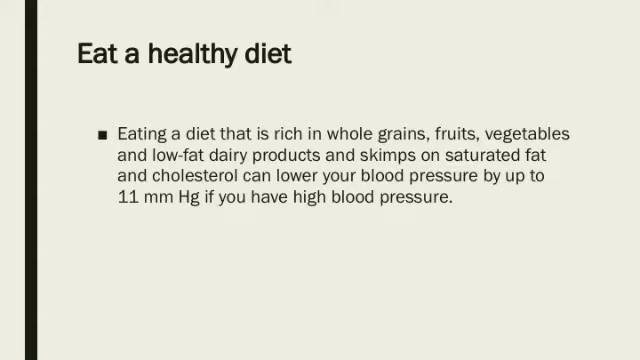 Eat a healthy diet
■ Eating a diet that is rich in whole grains, fruits, vegetables
and low-fat dairy products and skimps on saturated fat
and cholesterol can lower your blood pressure by up to
11 mm Hg if you have high blood pressure.